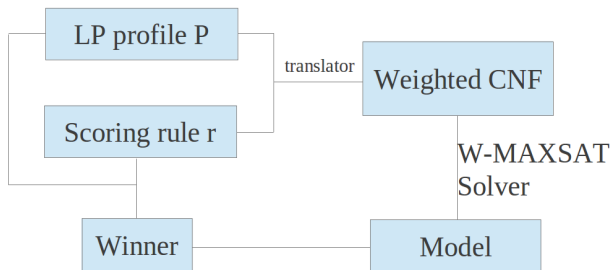 LP profile P
translator
Weighted CNF
Scoring rule r
W-MAXSAT
Solver
Winner
Model